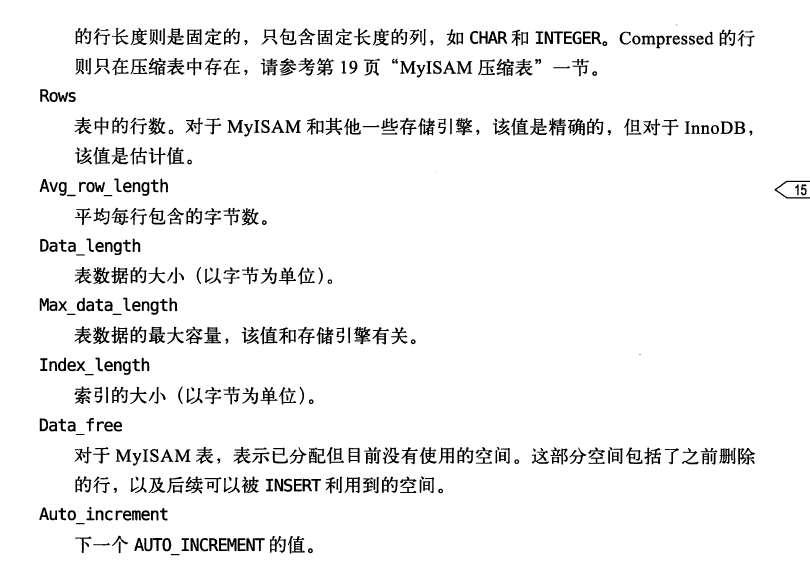 的行长度则是固定的，只包含固定长度的列，如 CHAR 和 INTEGER。Compressed 的行
则只在压缩表中存在，请参考第 19 页“MyISAM 压缩表”一节。
Rows
表中的行数。对于 MyISAM 和其他一些存储引擎，该值是精确的，但对于 InnoDB，
该值是估计值。
Avg_row_length
15
平均每行包含的字节数。
Data_length
表数据的大小（以字节为单位）。
Max_data_length
表数据的最大容量，该值和存储引擎有关。
Index_length
索引的大小（以字节为单位）。
Data_free
对于 MyISAM 表，表示已分配但目前没有使用的空间。这部分空间包括了之前删除
的行，以及后续可以被 INSERT 利用到的空间。
Auto_increment
下一个 AUTO_INCREMENT 的值。